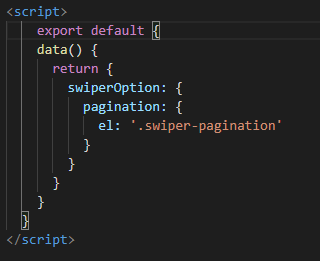 <script>
export default {
data() {
return {
swiperOption: {
pagination: {
el: '.swiper-pagination'
}
}
}
}
}
</script>